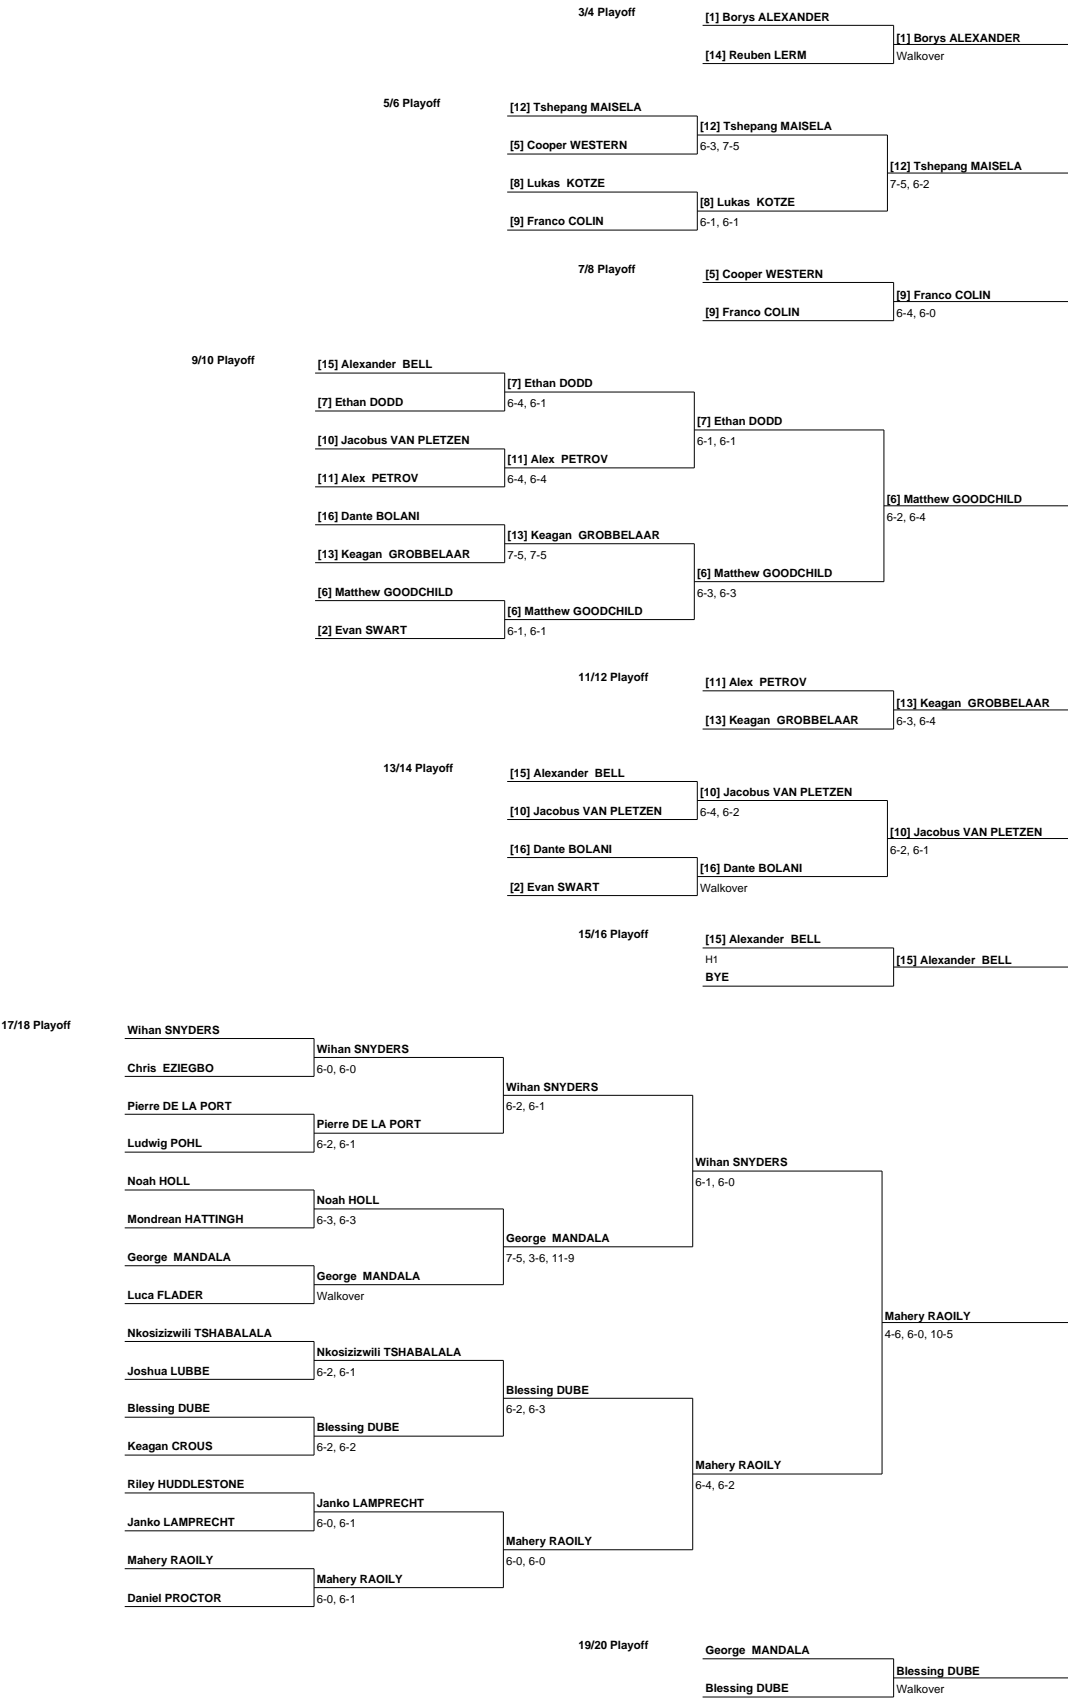 3/4 Playoff
[1] Borys ALEXANDER
[1] Borys ALEXANDER
[14] Reuben LERM
Walkover
5/6 Playoff
[12] Tshepang MAISELA
[12] Tshepang MAISELA
[5] Cooper WESTERN
6-3, 7-5
[12] Tshepang MAISELA
[8] Lukas KOTZE
7-5, 6-2
[8] Lukas KOTZE
[9] Franco COLIN
6-1, 6-1
7/8 Playoff
[5] Cooper WESTERN
[9] Franco COLIN
[9] Franco COLIN
6-4, 6-0
9/10 Playoff
[15] Alexander BELL
[7] Ethan DODD
[7] Ethan DODD
6-4, 6-1
[7] Ethan DODD
[10] Jacobus VAN PLETZEN
6-1, 6-1
[11] Alex PETROV
[11] Alex PETROV
6-4, 6-4
[6] Matthew GOODCHILD
[16] Dante BOLANI
6-2, 6-4
[13] Keagan GROBBELAAR
[13] Keagan GROBBELAAR
7-5, 7-5
[6] Matthew GOODCHILD
[6] Matthew GOODCHILD
6-3, 6-3
[6] Matthew GOODCHILD
[2] Evan SWART
6-1, 6-1
11/12 Playoff
[11] Alex PETROV
[13] Keagan GROBBELAAR
[13] Keagan GROBBELAAR
6-3, 6-4
13/14 Playoff
[15] Alexander BELL
[10] Jacobus VAN PLETZEN
[10] Jacobus VAN PLETZEN
6-4, 6-2
[10] Jacobus VAN PLETZEN
[16] Dante BOLANI
6-2, 6-1
[16] Dante BOLANI
[2] Evan SWART
Walkover
15/16 Playoff
[15] Alexander BELL
H1
[15] Alexander BELL
BYE
17/18 Playoff
Wihan SNYDERS
Wihan SNYDERS
Chris EZIEGBO
6-0, 6-0
Wihan SNYDERS
Pierre DE LA PORT
6-2, 6-1
Pierre DE LA PORT
Ludwig POHL
6-2, 6-1
Wihan SNYDERS
Noah HOLL
6-1, 6-0
Noah HOLL
Mondrean HATTINGH
6-3, 6-3
George MANDALA
George MANDALA
7-5, 3-6, 11-9
George MANDALA
Luca FLADER
Walkover
Mahery RAOILY
Nkosizizwili TSHABALALA
4-6, 6-0, 10-5
Nkosizizwili TSHABALALA
Joshua LUBBE
6-2, 6-1
Blessing DUBE
Blessing DUBE
6-2, 6-3
Blessing DUBE
Keagan CROUS
6-2, 6-2
Mahery RAOILY
Riley HUDDLESTONE
6-4, 6-2
Janko LAMPRECHT
Janko LAMPRECHT
6-0, 6-1
Mahery RAOILY
Mahery RAOILY
6-0, 6-0
Mahery RAOILY
Daniel PROCTOR
6-0, 6-1
19/20 Playoff
George MANDALA
Blessing DUBE
Blessing DUBE
Walkover